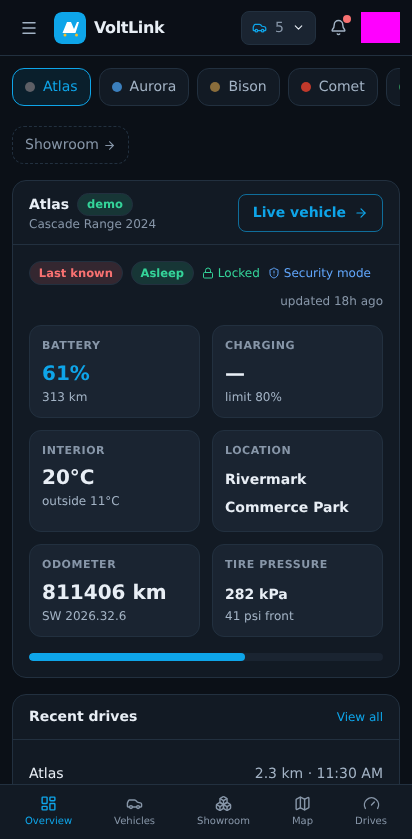 VoltLink
5
Atlas
Aurora
Bison
Comet
Showroom →
Atlas demo
Cascade Range 2024
Live vehicle →
Last known
Asleep
Locked
Security mode
updated 18h ago
BATTERY
61%
313 km
CHARGING
—
limit 80%
INTERIOR
20°C
outside 11°C
LOCATION
Rivermark
Commerce Park
ODOMETER
811406 km
SW 2026.32.6
TIRE PRESSURE
282 kPa
41 psi front
Recent drives
View all
Atlas
2.3 km · 11:30 AM
Overview
Vehicles
Showroom
Map
Drives